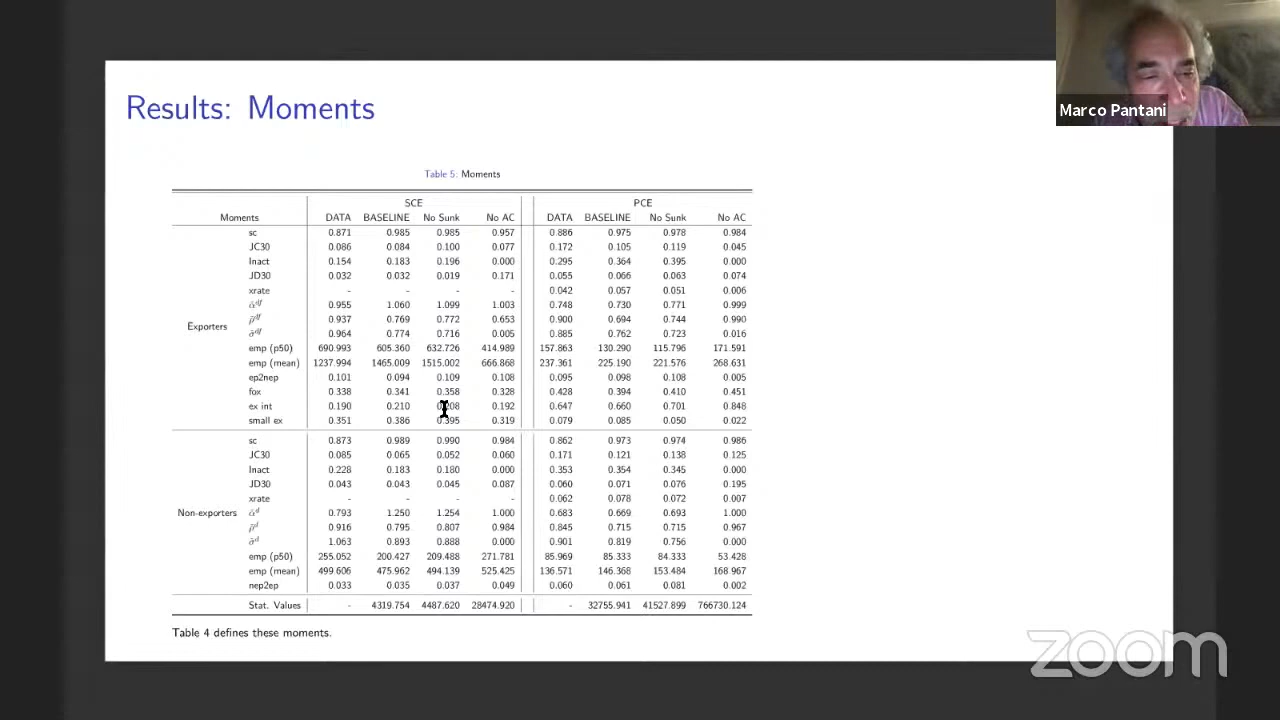 Marco Pantani
Results: Moments
Table 5: Moments
SCE PCE
Moments DATA BASELINE No Sunk No AC DATA BASELINE No Sunk No AC
sc 0.871 0.985 0.985 0.957 0.886 0.975 0.978 0.984
JC30 0.086 0.084 0.100 0.077 0.172 0.105 0.119 0.045
Inact 0.154 0.183 0.196 0.000 0.295 0.364 0.395 0.000
JD30 0.032 0.032 0.019 0.171 0.055 0.066 0.063 0.074
xrate - - - - 0.042 0.057 0.051 0.006
0.955 1.060 1.099 1.003 0.748 0.730 0.771 0.999
Exporters 0.937 0.769 0.772 0.653 0.900 0.694 0.744 0.990
0.964 0.774 0.716 0.005 0.885 0.762 0.723 0.016
emp (p50) 690.993 605.360 632.726 414.989 157.863 130.290 115.796 171.591
emp (mean) 1237.994 1465.009 1515.002 666.868 237.361 225.190 221.576 268.631
ep2nep 0.101 0.094 0.109 0.108 0.095 0.098 0.108 0.005
fox 0.338 0.341 0.358 0.328 0.428 0.394 0.410 0.451
ex int 0.190 0.210 0.192 0.647 0.660 0.701 0.848
small ex 0.351 0.386 0.395 0.319 0.079 0.085 0.050 0.022
sc 0.873 0.989 0.990 0.984 0.862 0.973 0.974 0.986
JC30 0.085 0.065 0.052 0.060 0.171 0.121 0.138 0.125
Inact 0.228 0.183 0.180 0.000 0.353 0.354 0.345 0.000
JD30 0.043 0.043 0.045 0.087 0.060 0.071 0.076 0.195
xrate - - - - 0.062 0.078 0.072 0.007
Non-exporters 0.793 1.250 1.254 1.000 0.683 0.669 0.693 1.000
0.916 0.795 0.807 0.984 0.845 0.715 0.715 0.967
1.063 0.893 0.888 0.000 0.901 0.819 0.756 0.000
emp (p50) 255.052 200.427 209.488 271.781 85.969 85.333 84.333 53.428
emp (mean) 499.606 475.962 494.139 525.425 136.571 146.368 153.484 168.967
nep2ep 0.033 0.035 0.037 0.049 0.060 0.061 0.081 0.002
Stat. Values - 4319.754 4487.620 28474.920 - 32755.941 41527.899 766730.124
Table 4 defines these moments.
zoom